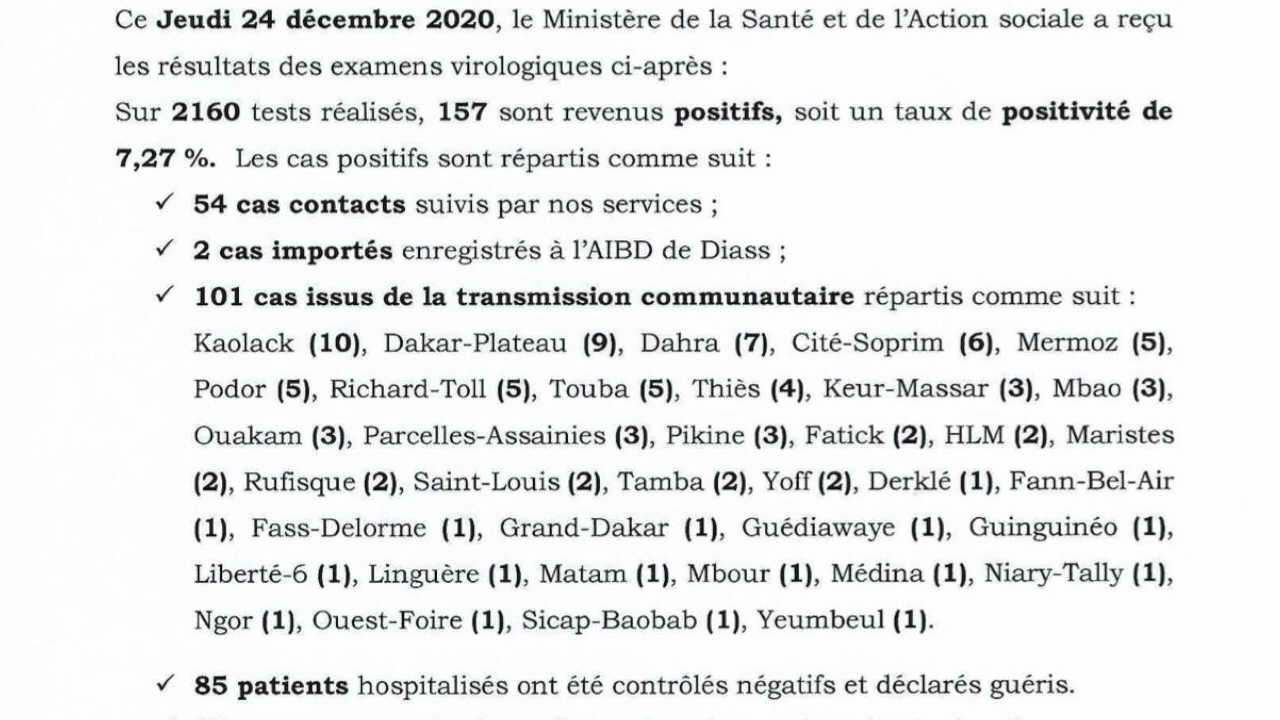 Ce Jeudi 24 décembre 2020, le Ministère de la Santé et de l'Action sociale a reçu
les résultats des examens virologiques ci-après :
Sur 2160 tests réalisés, 157 sont revenus positifs, soit un taux de positivité de
7,27 %. Les cas positifs sont répartis comme suit :
✓ 54 cas contacts suivis par nos services ;
✓ 2 cas importés enregistrés à l'AIBD de Diass ;
✓ 101 cas issus de la transmission communautaire répartis comme suit :
Kaolack (10), Dakar-Plateau (9), Dahra (7), Cité-Soprim (6), Mermoz (5),
Podor (5), Richard-Toll (5), Touba (5), Thiès (4), Keur-Massar (3), Mbao (3),
Ouakam (3), Parcelles-Assainies (3), Pikine (3), Fatick (2), HLM (2), Maristes
(2), Rufisque (2), Saint-Louis (2), Tamba (2), Yoff (2), Derklé (1), Fann-Bel-Air
(1), Fass-Delorme (1), Grand-Dakar (1), Guédiawaye (1), Guinguinéo (1),
Liberté-6 (1), Linguère (1), Matam (1), Mbour (1), Médina (1), Niary-Tally (1),
Ngor (1), Ouest-Foire (1), Sicap-Baobab (1), Yeumbeul (1).
✓ 85 patients hospitalisés ont été contrôlés négatifs et déclarés guéris.